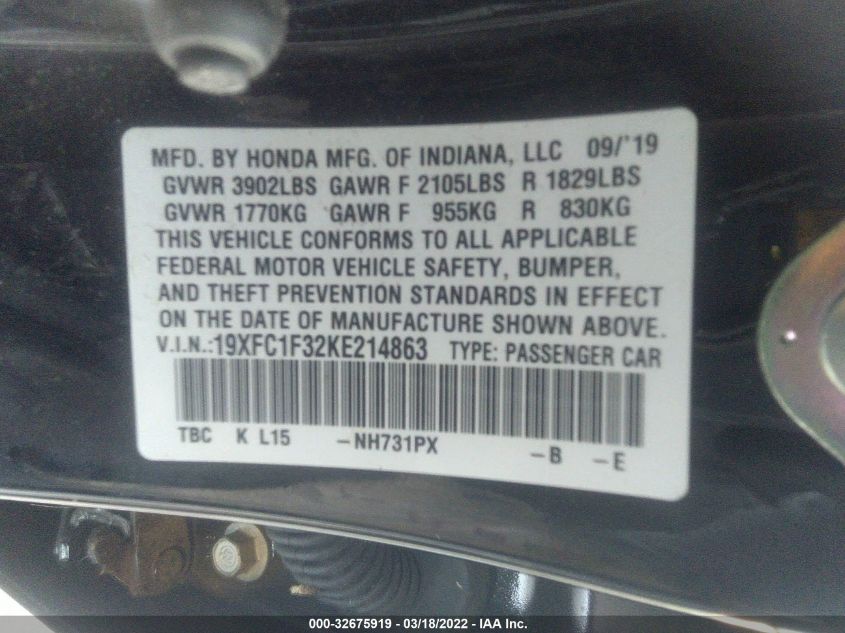 MFD. BY HONDA MFG. OF INDIANA, LLC 09/'19
GVWR 3902LBS GAWR F 2105LBS R 1829LBS
GVWR 1770KG GAWR F 955KG R 830KG
THIS VEHICLE CONFORMS TO ALL APPLICABLE
FEDERAL MOTOR VEHICLE SAFETY, BUMPER,
AND THEFT PREVENTION STANDARDS IN EFFECT
ON THE DATE OF MANUFACTURE SHOWN ABOVE.
V.I.N.:19XFC1F32KE214863 TYPE: PASSENGER CAR
TBC K L15 -NH731PX -B -E
000-32675919 - 03/18/2022 - IAA Inc.